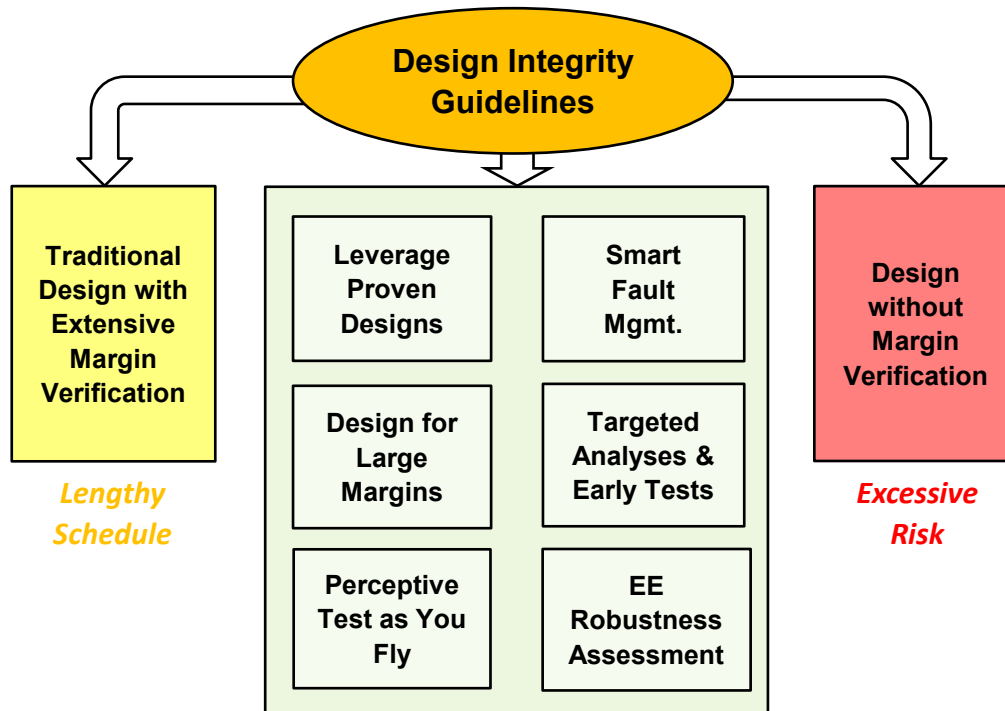 Design Integrity
Guidelines
Traditional
Design with
Extensive
Margin
Verification
Lengthy
Schedule
Leverage
Proven
Designs
Smart
Fault
Mgmt.
Design for
Large
Margins
Targeted
Analyses &
Early Tests
Perceptive
Test as You
Fly
EE
Robustness
Assessment
Design
without
Margin
Verification
Excessive
Risk